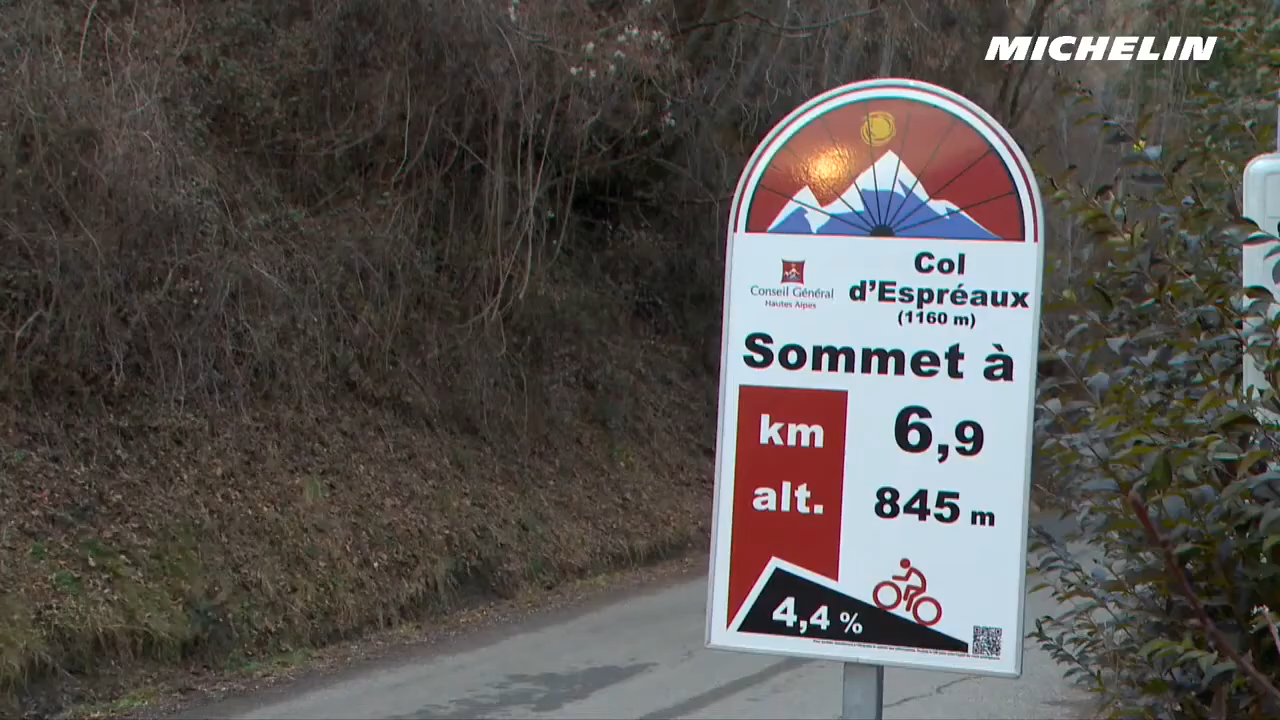 MICHELIN
Col
d'Espréaux
(1160 m)
Conseil Général
Hautes Alpes
Sommet à
km 6,9
alt. 845 m
4,4 %